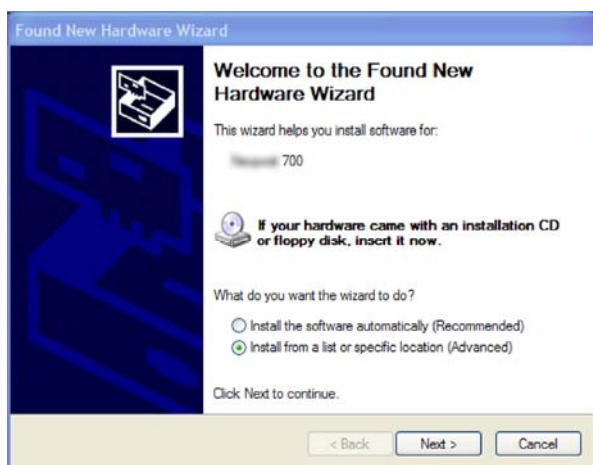 Found New Hardware Wizard
Welcome to the Found New
Hardware Wizard
This wizard helps you install software for:
700
If your hardware came with an installation CD
or floppy disk, insert it now.
What do you want the wizard to do?
Install the software automatically (Recommended)
Install from a list or specific location (Advanced)
Click Next to continue.
< Back
Next >
Cancel